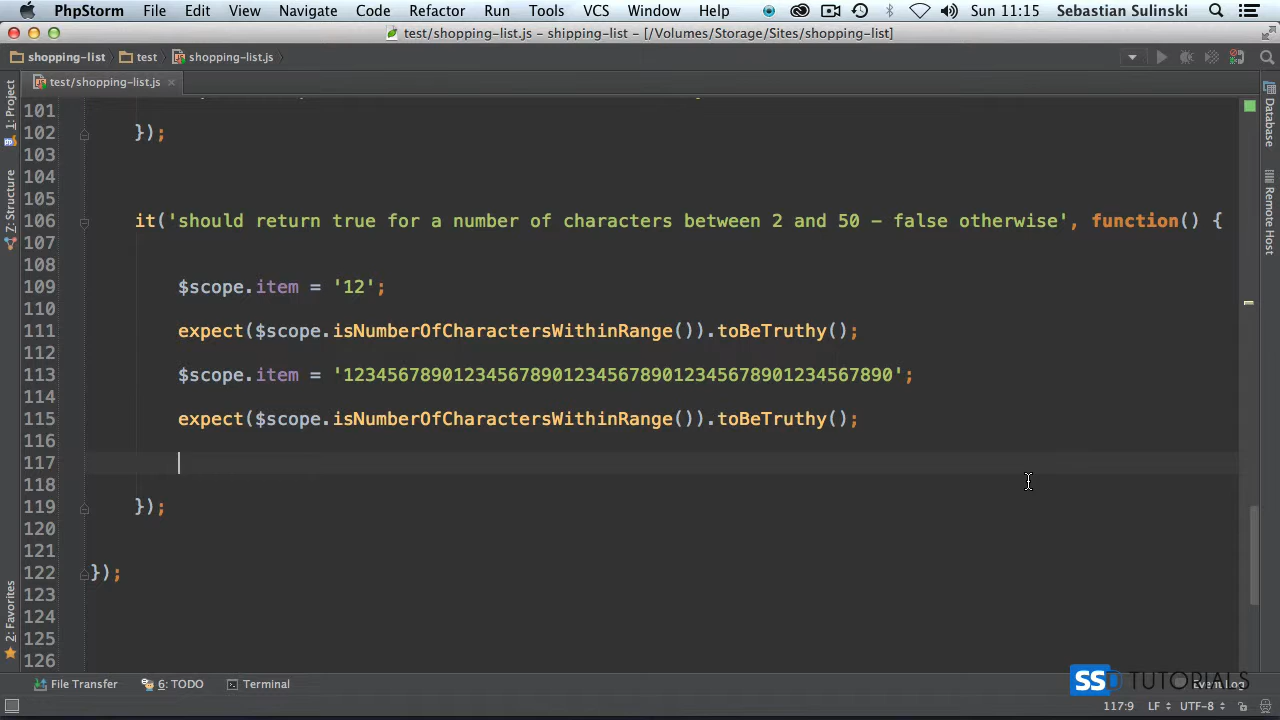 PhpStorm File Edit View Navigate Code Refactor Run Tools VCS Window Help Sun 11:15 Sebastian Sulinski
test/shopping-list.js - shipping-list - [/Volumes/Storage/Sites/shopping-list]
shopping-list test shopping-list.js
test/shopping-list.js
1: Project
Z-Structure
2: Favorites
Database
Remote Host
101
102 });
103
104
105
106 it('should return true for a number of characters between 2 and 50 - false otherwise', function() {
107
108
109 $scope.item = '12';
110
111 expect($scope.isNumberOfCharactersWithinRange()).toBeTruthy();
112
113 $scope.item = '12345678901234567890123456789012345678901234567890';
114
115 expect($scope.isNumberOfCharactersWithinRange()).toBeTruthy();
116
117
118
119 });
120
121
122 });
123
124
125
126
File Transfer 6: TODO Terminal Event Log
SSD TUTORIALS
117:9 LF UTF-8